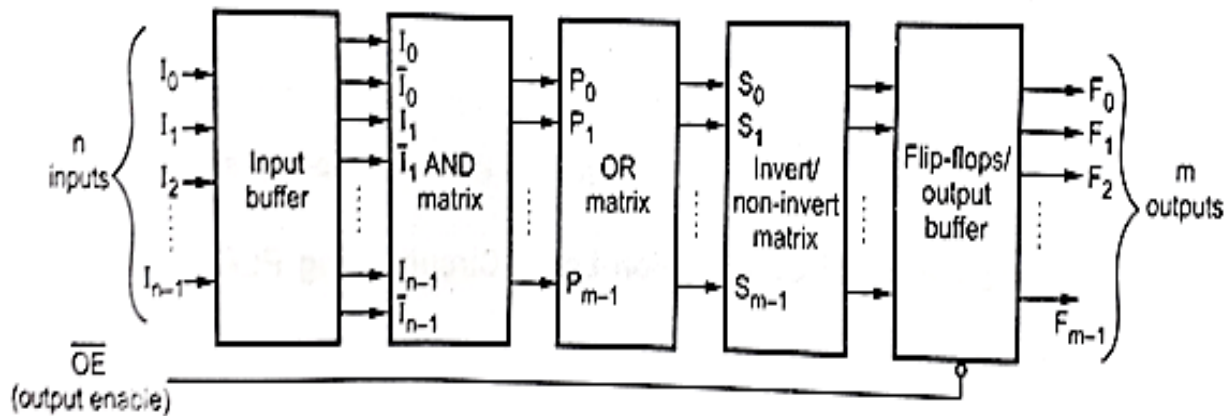 n
inputs
I₀
I₁
I₂
Iₙ₋₁
Input
buffer
I₀
Ī₀
I₁
Ī₁
AND
matrix
Iₙ₋₁
Īₙ₋₁
P₀
P₁
OR
matrix
Pₘ₋₁
S₀
S₁
Invert/
non-invert
matrix
Sₘ₋₁
Flip-flops/
output
buffer
F₀
F₁
F₂
Fₘ₋₁
m
outputs
O̅E̅
(output enable)